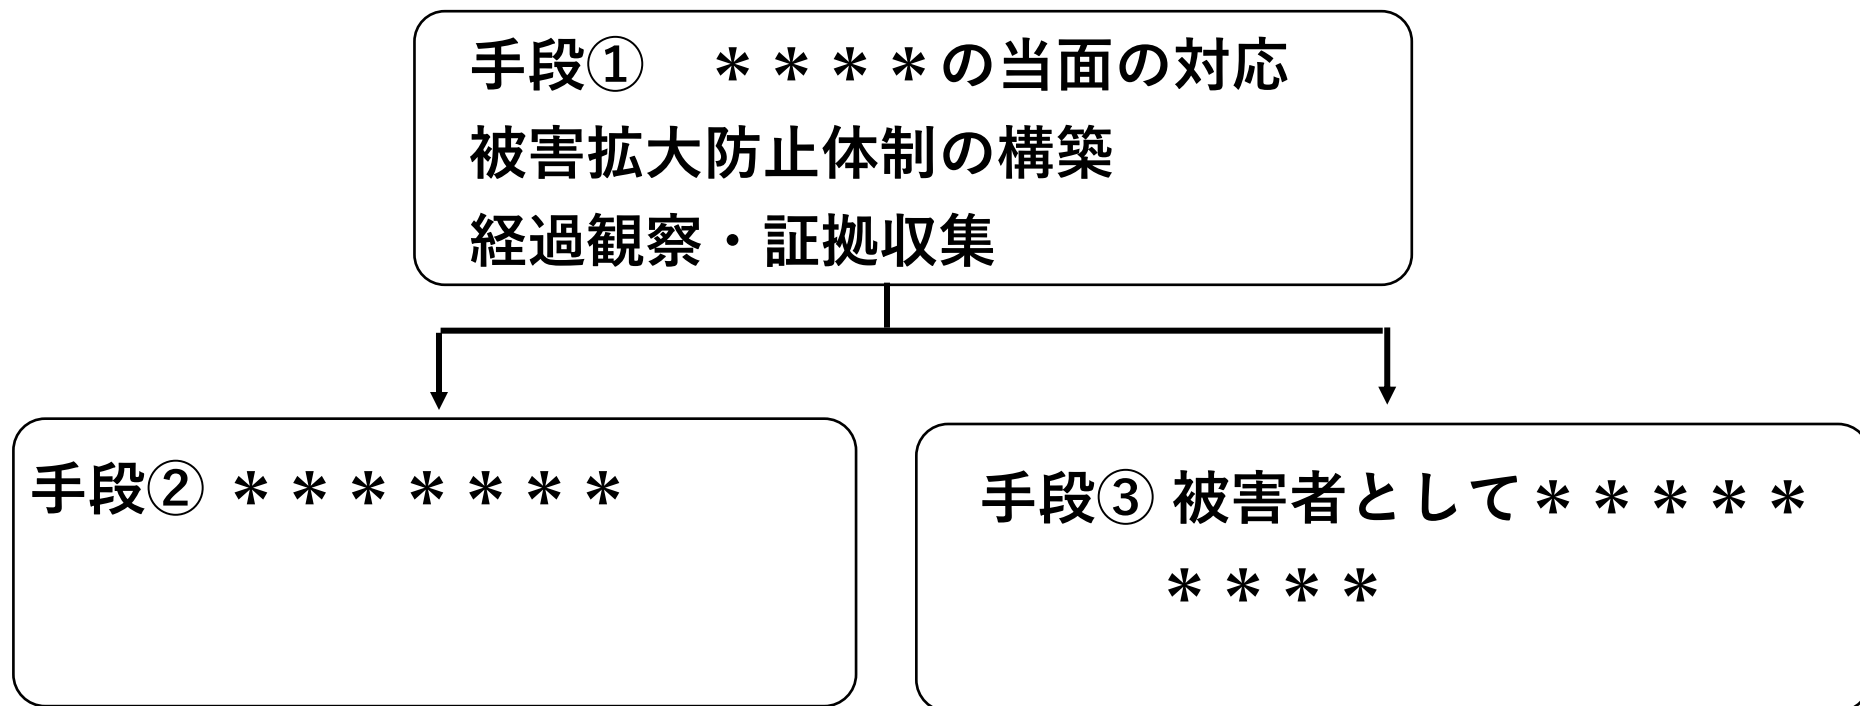 手段①　＊＊＊＊の当面の対応
被害拡大防止体制の構築
経過観察・証拠収集
手段② ＊＊＊＊＊＊＊
手段③ 被害者として＊＊＊＊＊
＊＊＊＊